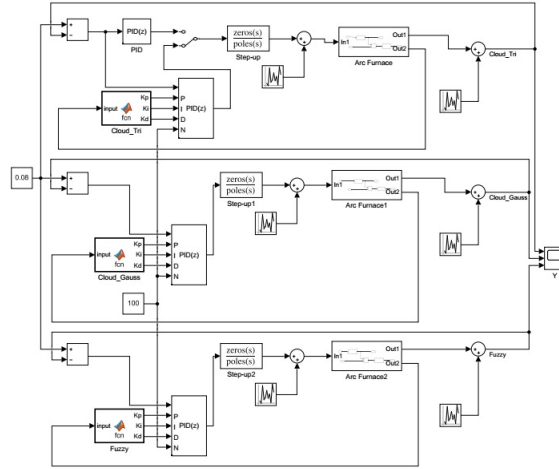 PID(z)
PID
zeros(s)
poles(s)
Step-up
In1
Out1
Out2
Arc Furnace
Cloud_Tri
input
fcn
Kp
Ki
Kd
Cloud_Tri
P
I
D
N
PID(z)
0.08
zeros(s)
poles(s)
Step-up1
In1
Out1
Out2
Arc Furnace1
Cloud_Gauss
input
fcn
Kp
Ki
Kd
Cloud_Gauss
P
I
D
N
PID(z)
Y
100
zeros(s)
poles(s)
Step-up2
In1
Out1
Out2
Arc Furnace2
Fuzzy
input
fcn
Kp
Ki
Kd
Fuzzy
P
I
D
N
PID(z)